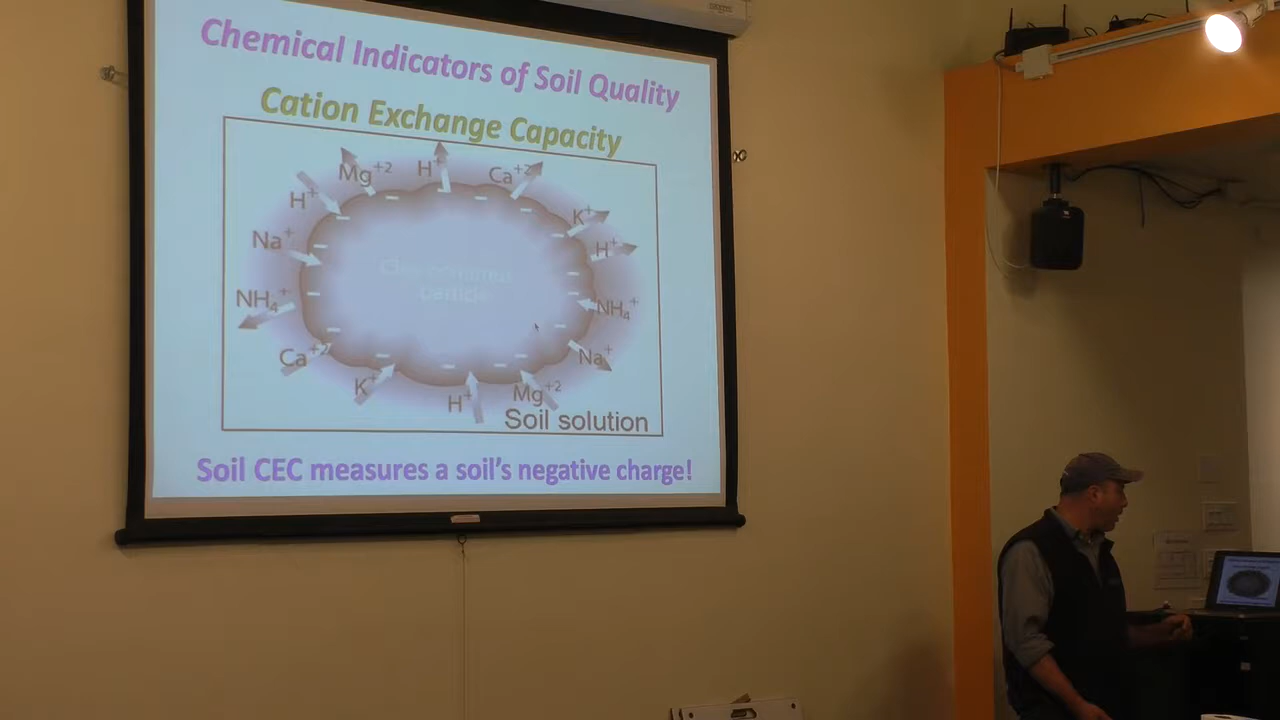 Chemical Indicators of Soil Quality
Cation Exchange Capacity
Mg+2
H+
Ca+2
H+
K+
Na+
H+
NH4+
NH4+
Ca+2
Na+
K+
H+
Mg+2
particle
Soil solution
Soil CEC measures a soil's negative charge!